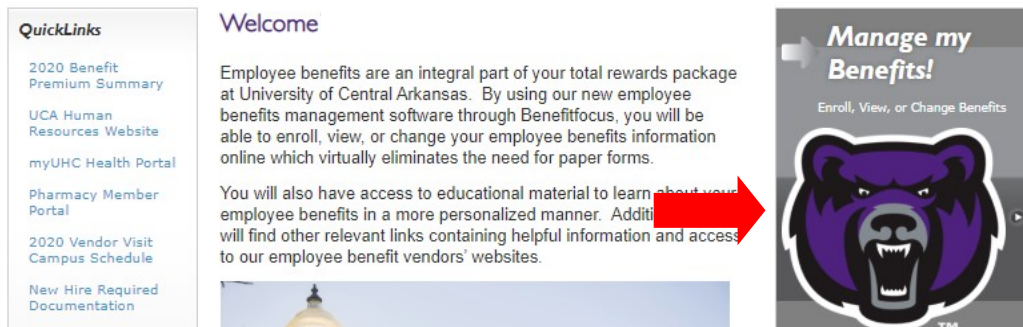 QuickLinks
2020 Benefit
Premium Summary
UCA Human
Resources Website
myUHC Health Portal
Pharmacy Member
Portal
2020 Vendor Visit
Campus Schedule
New Hire Required
Documentation
Welcome
Employee benefits are an integral part of your total rewards package
at University of Central Arkansas. By using our new employee
benefits management software through Benefitfocus, you will be
able to enroll, view, or change your employee benefits information
online which virtually eliminates the need for paper forms.
You will also have access to educational material to learn about your
employee benefits in a more personalized manner.
will find other relevant links containing helpful information and access
to our employee benefit vendors' websites.
Manage my
Benefits!
Enroll, View, or Change Benefits
TM